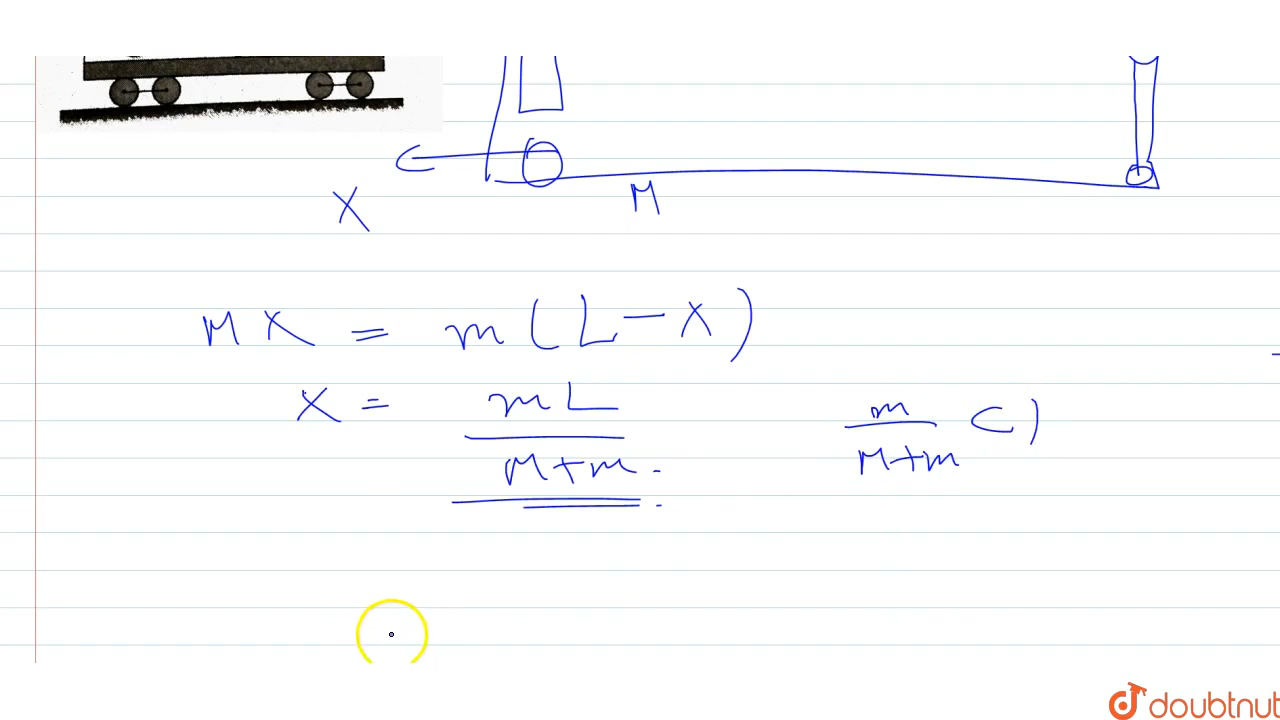 X
M
MX = m(L-X)
X = mL/M+m.
m/M+m C)
doubtnut